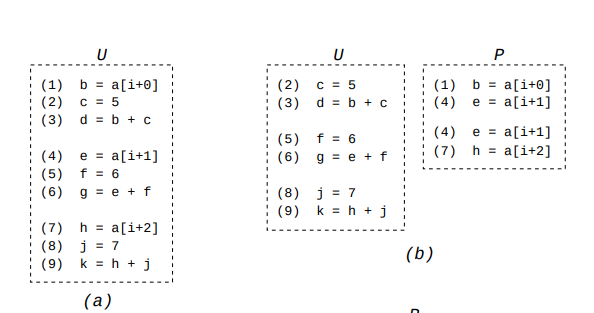 U
(1) b = a[i+0]
(2) c = 5
(3) d = b + c
(4) e = a[i+1]
(5) f = 6
(6) g = e + f
(7) h = a[i+2]
(8) j = 7
(9) k = h + j
(a)
U
(2) c = 5
(3) d = b + c
(5) f = 6
(6) g = e + f
(8) j = 7
(9) k = h + j
P
(1) b = a[i+0]
(4) e = a[i+1]
(4) e = a[i+1]
(7) h = a[i+2]
(b)